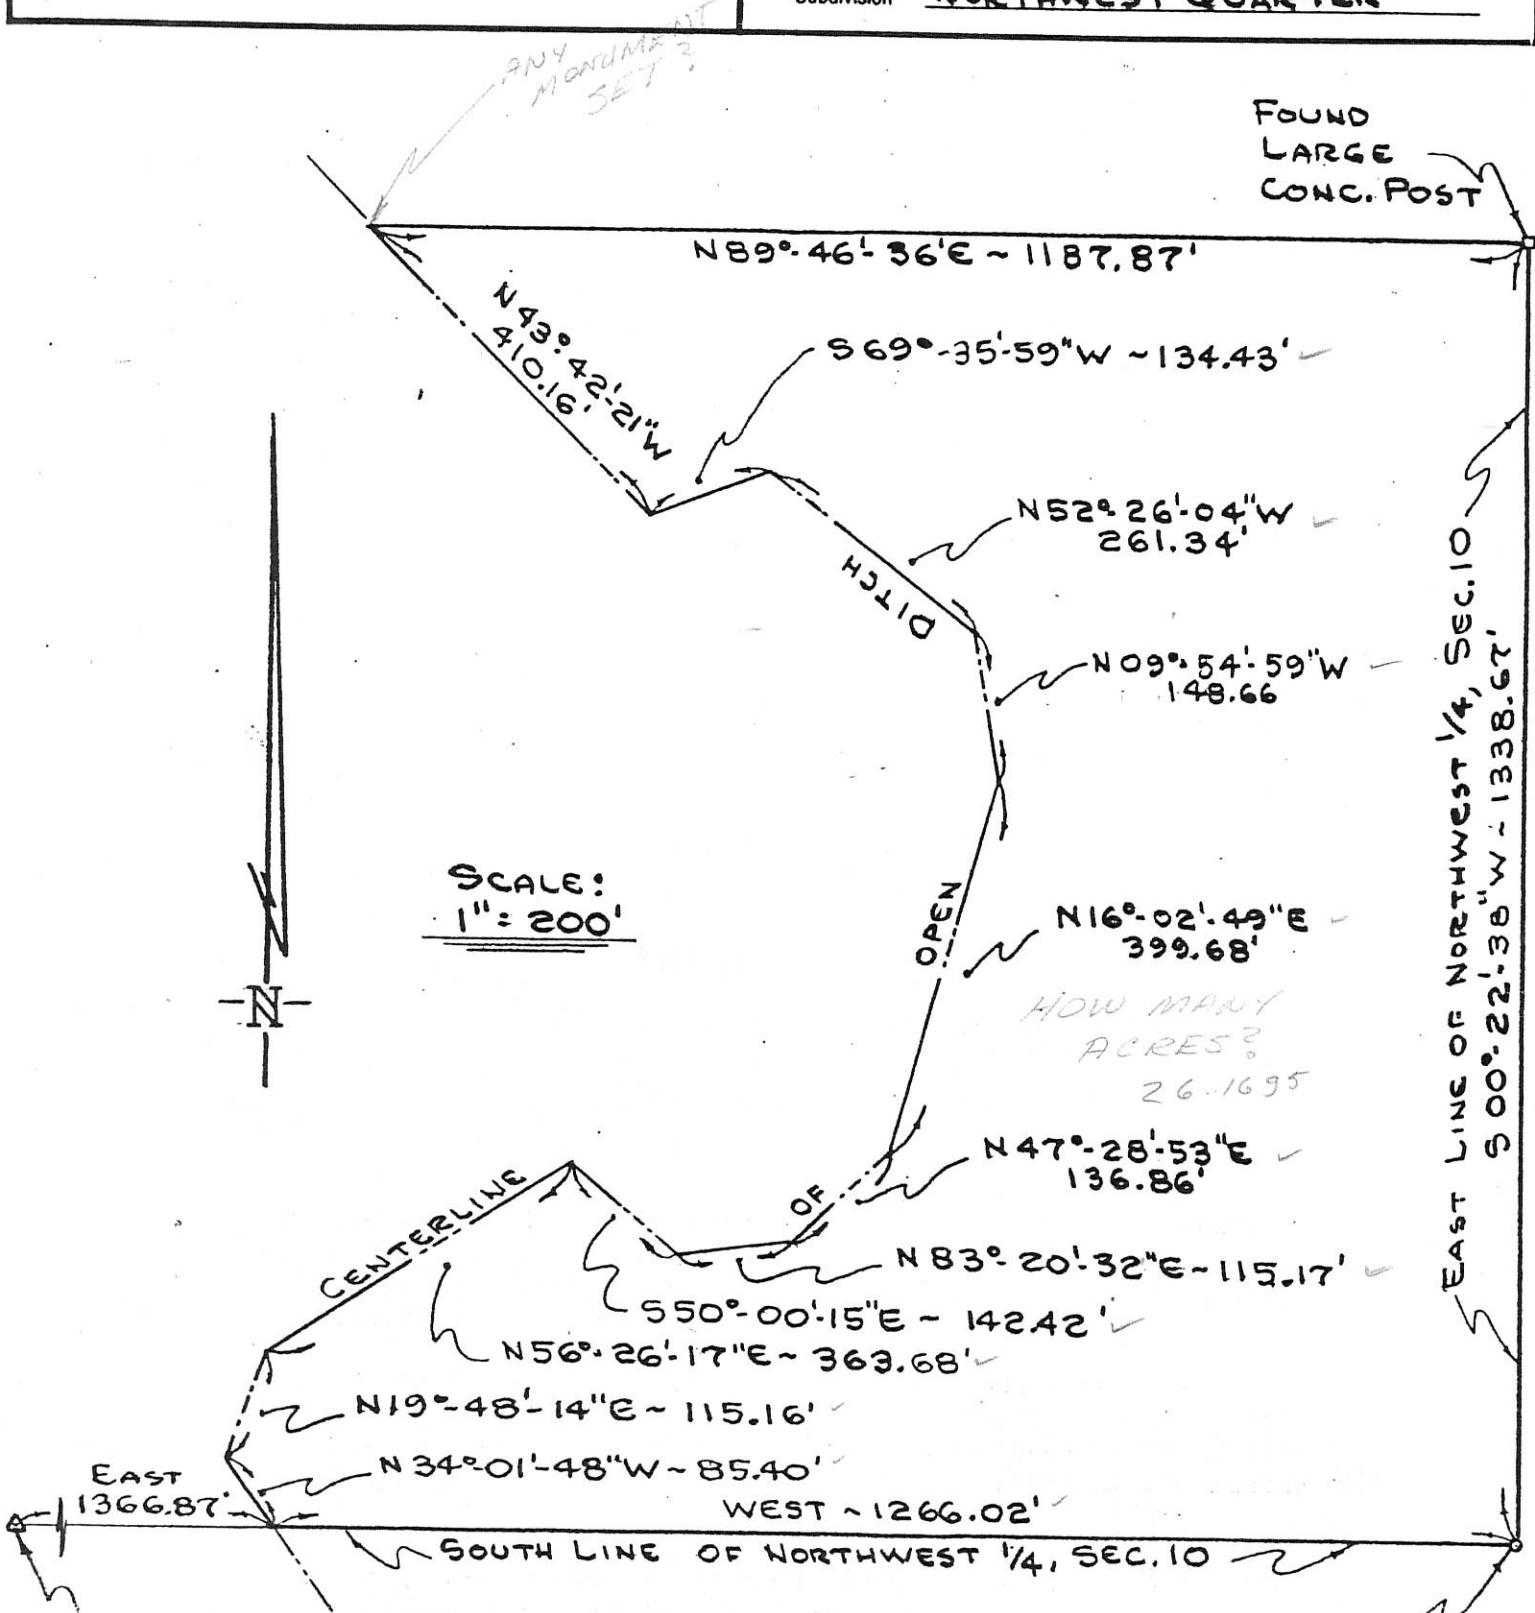 Subdivision NORTHWEST QUARTER
ANY
MONUMENT
SET?
FOUND
LARGE
CONC. POST
N89°-46'-36'E ~ 1187.87'
N43°-42'-21"W
410.16'
S69°-35'-59"W ~134.43'
N52°-26'-04"W
261.34'
DITCH
N09°-54'-59"W
148.66
EAST LINE OF NORTHWEST 1/4, SEC.10
S00°-22'-38"W ~ 1338.67'
SCALE:
1" = 200'
OPEN
N16°-02'-49"E
399.68'
-N-
HOW MANY
ACRES?
26.1695
N47°-28'-53"E
136.86'
OF
CENTERLINE
N83°-20'-32"E~115.17'
S50°-00'-15"E ~ 142.42'
N56°-26'-17"E~ 363.68'
N19°-48'-14"E ~ 115.16'
N34°-01'-48"W~85.40'
EAST
1366.87'
WEST ~1266.02'
SOUTH LINE OF NORTHWEST 1/4, SEC.10